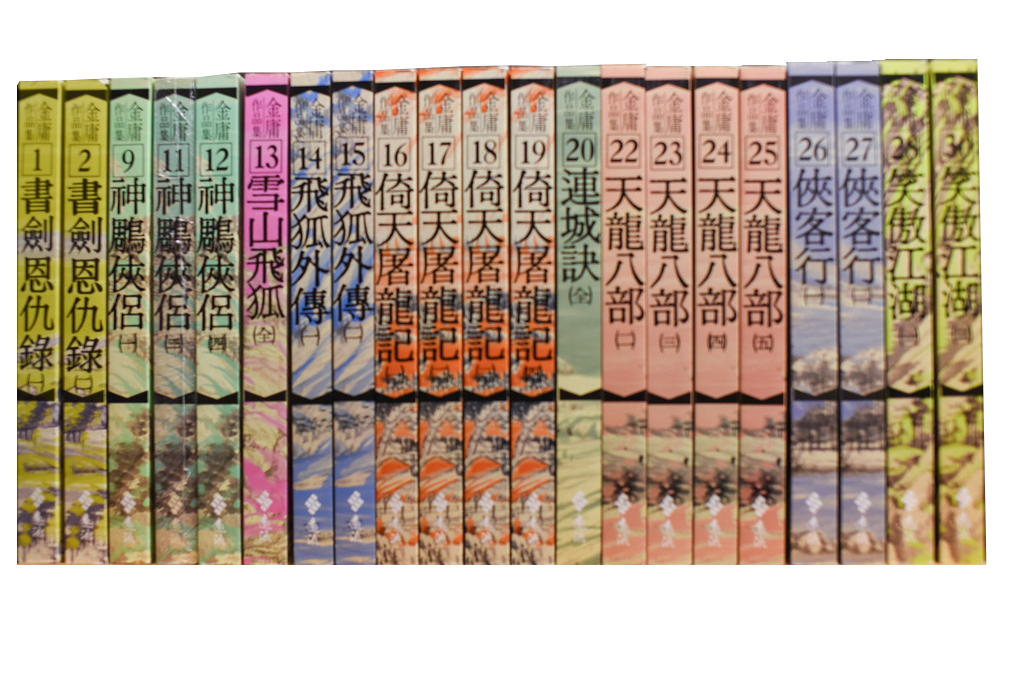 金庸作品集 1 書劍恩仇錄 ㈠
金庸作品集 2 書劍恩仇錄 ㈡
金庸作品集 9 神鵰俠侶 ㈠
金庸作品集 11 神鵰俠侶 ㈢
金庸作品集 12 神鵰俠侶 ㈣
金庸作品集 13 雪山飛狐 (全)
金庸作品集 14 飛狐外傳 ㈠
金庸作品集 15 飛狐外傳
金庸作品集 16 倚天屠龍記
金庸作品集 17 倚天屠龍記
金庸作品集 18 倚天屠龍記
金庸作品集 19 倚天屠龍記
金庸作品集 20 連城訣 (全)
金庸作品集 22 天龍八部 ㈡
金庸作品集 23 天龍八部 ㈢
金庸作品集 24 天龍八部 ㈣
金庸作品集 25 天龍八部 ㈤
金庸作品集 26 俠客行 ㈠
金庸作品集 27 俠客行
金庸作品集 28 笑傲江湖
金庸作品集 30 笑傲江湖